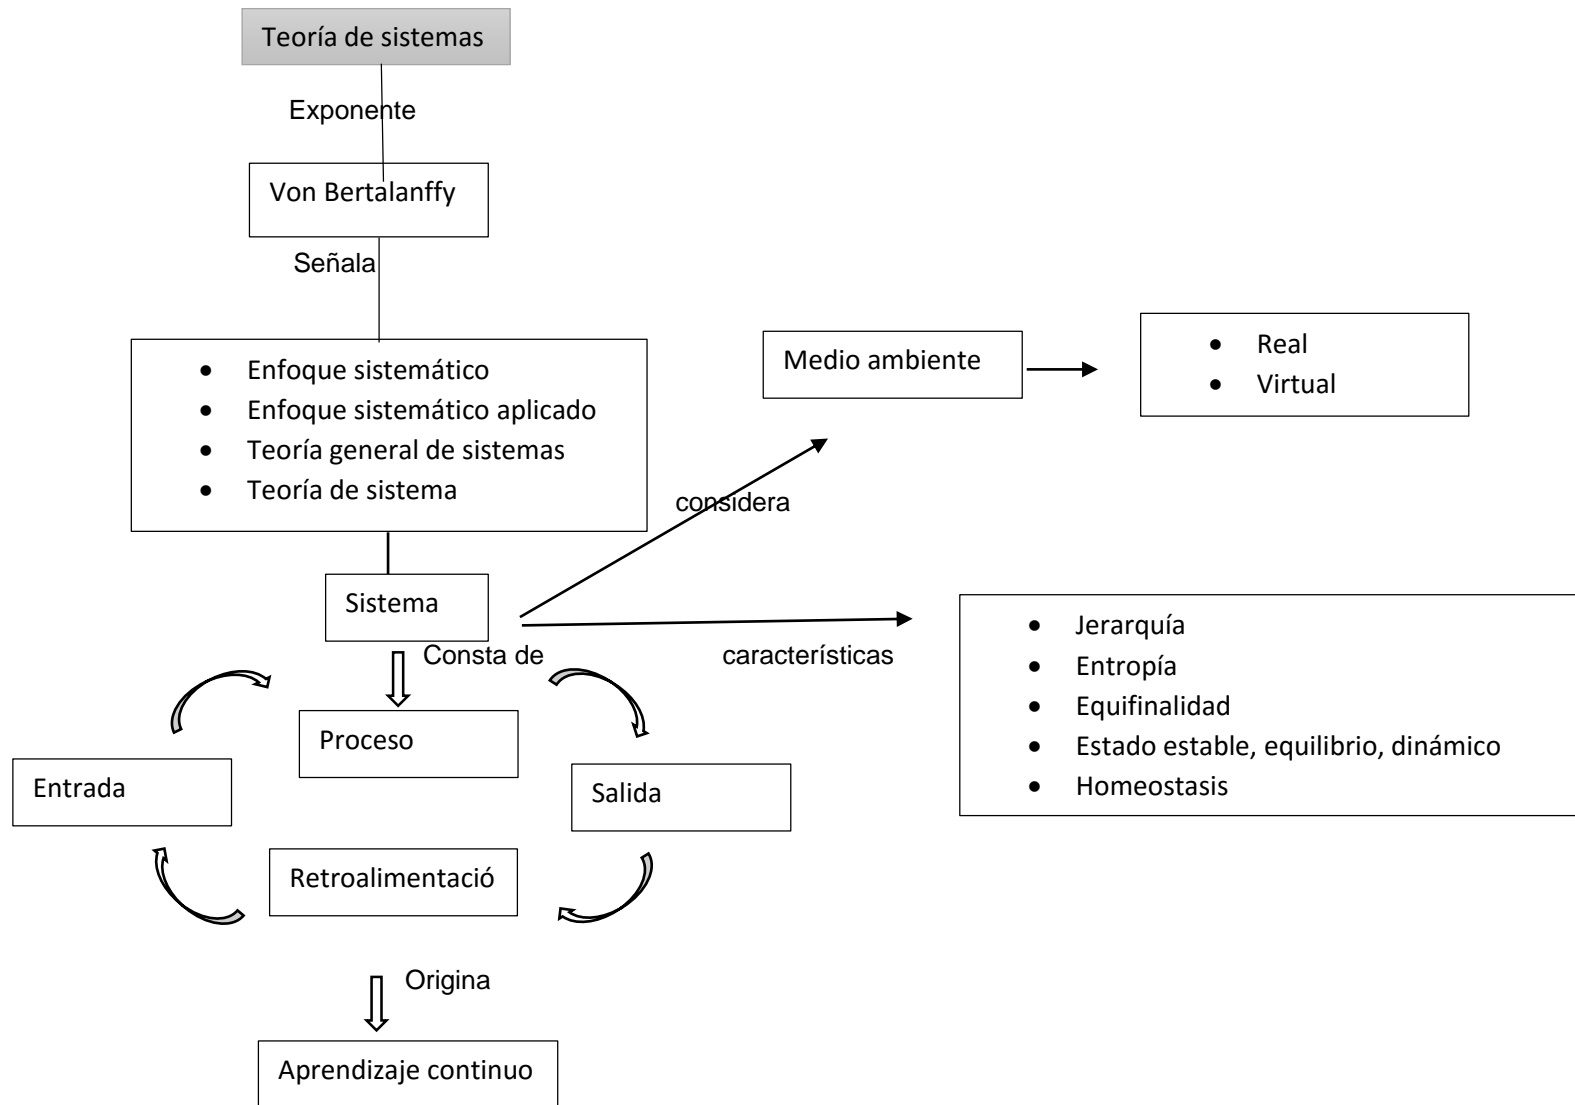 Teoría de sistemas
Exponente
Von Bertalanffy
Señala
Enfoque sistemático
Enfoque sistemático aplicado
Teoría general de sistemas
Teoría de sistema
Medio ambiente
Real
Virtual
considera
Sistema
Consta de
características
Jerarquía
Entropía
Equifinalidad
Estado estable, equilibrio, dinámico
Homeostasis
Proceso
Entrada
Salida
Retroalimentació
Origina
Aprendizaje continuo